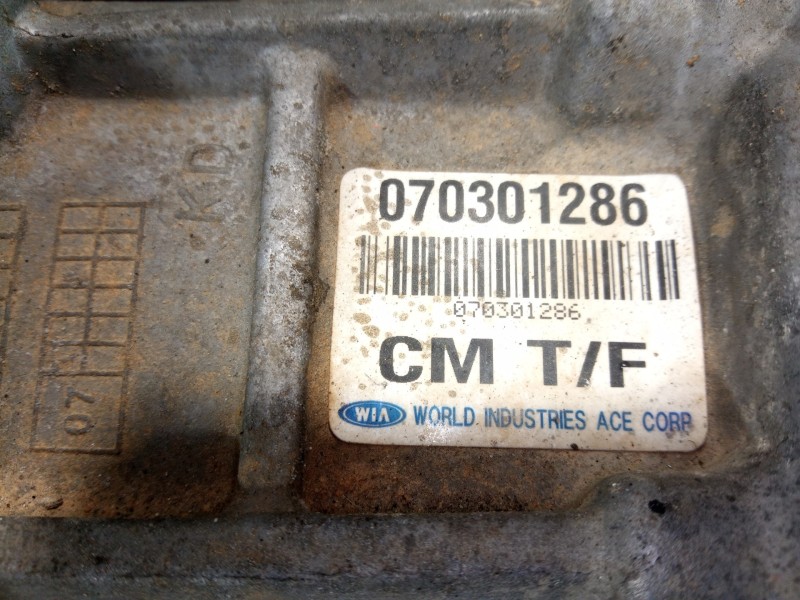 KD
07
070301286
070301286
CM T/F
WIA WORLD INDUSTRIES ACE CORP